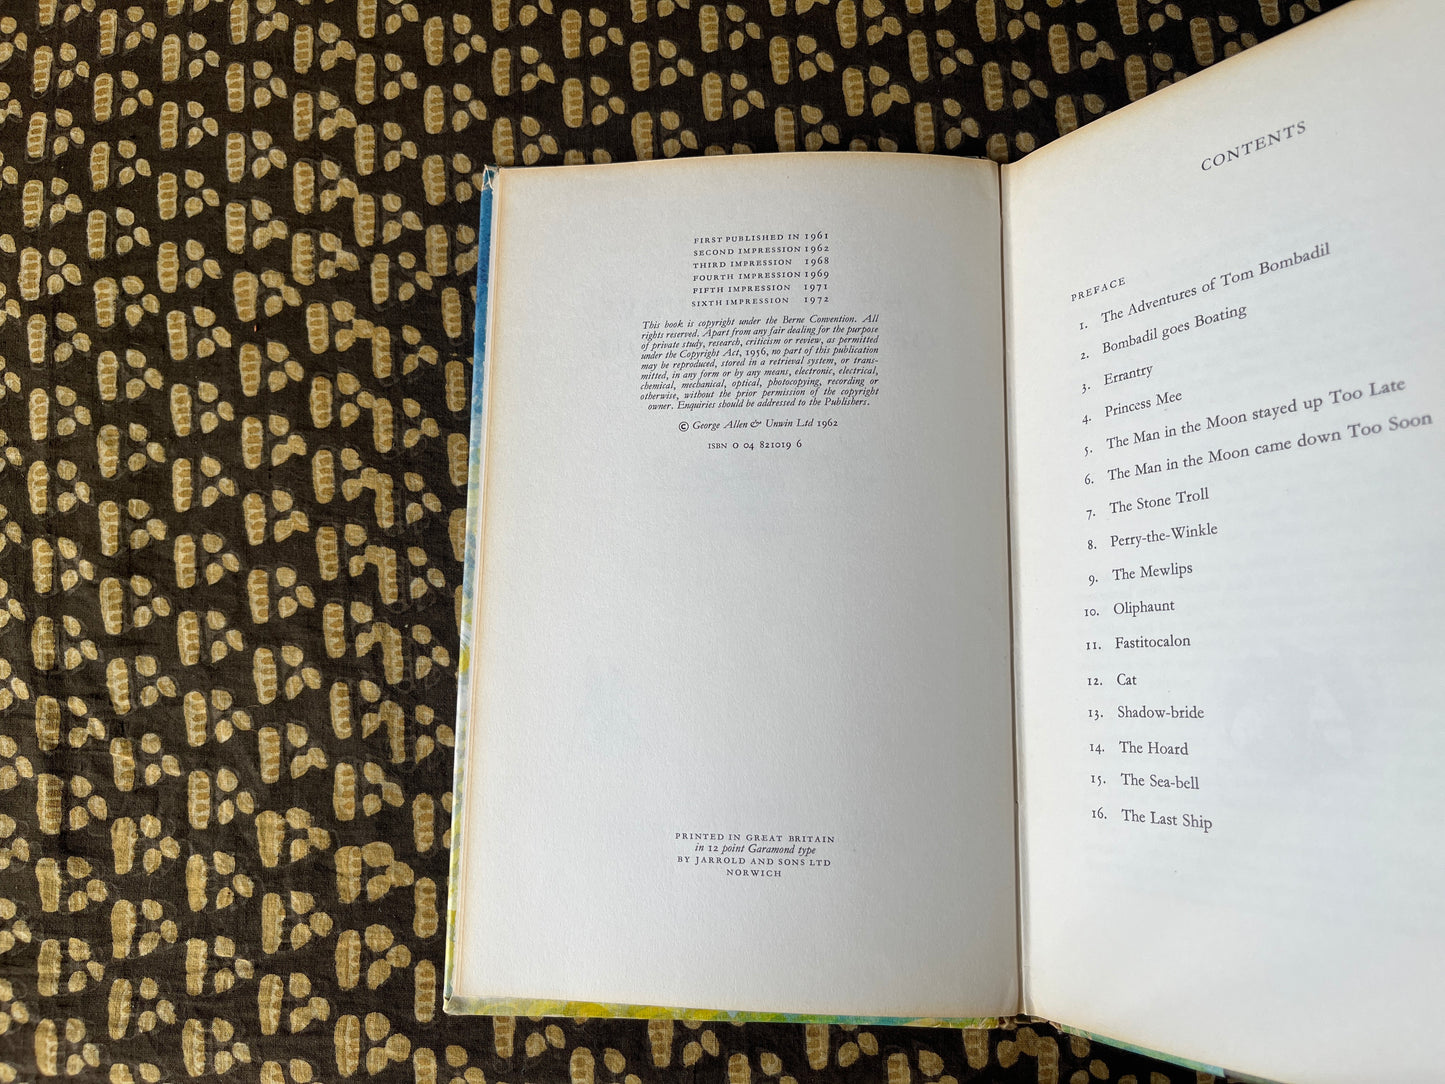 FIRST PUBLISHED IN 1961
SECOND IMPRESSION 1962
THIRD IMPRESSION 1968
FOURTH IMPRESSION 1969
FIFTH IMPRESSION 1971
SIXTH IMPRESSION 1972
This book is copyright under the Berne Convention. All
rights reserved. Apart from any fair dealing for the purpose
of private study, research, criticism or review, as permitted
under the Copyright Act, 1956, no part of this publication
may be reproduced, stored in a retrieval system, or trans-
mitted, in any form or by any means, electronic, electrical,
chemical, mechanical, optical, photocopying, recording or
otherwise, without the prior permission of the copyright
owner. Enquiries should be addressed to the Publishers.
© George Allen & Unwin Ltd 1962
ISBN 0 04 821019 6
PRINTED IN GREAT BRITAIN
in 12 point Garamond type
BY JARROLD AND SONS LTD
NORWICH
CONTENTS
PREFACE
1. The Adventures of Tom Bombadil
2. Bombadil goes Boating
3. Errantry
4. Princess Mee
5. The Man in the Moon stayed up Too Late
6. The Man in the Moon came down Too Soon
7. The Stone Troll
8. Perry-the-Winkle
9. The Mewlips
10. Oliphaunt
11. Fastitocalon
12. Cat
13. Shadow-bride
14. The Hoard
15. The Sea-bell
16. The Last Ship